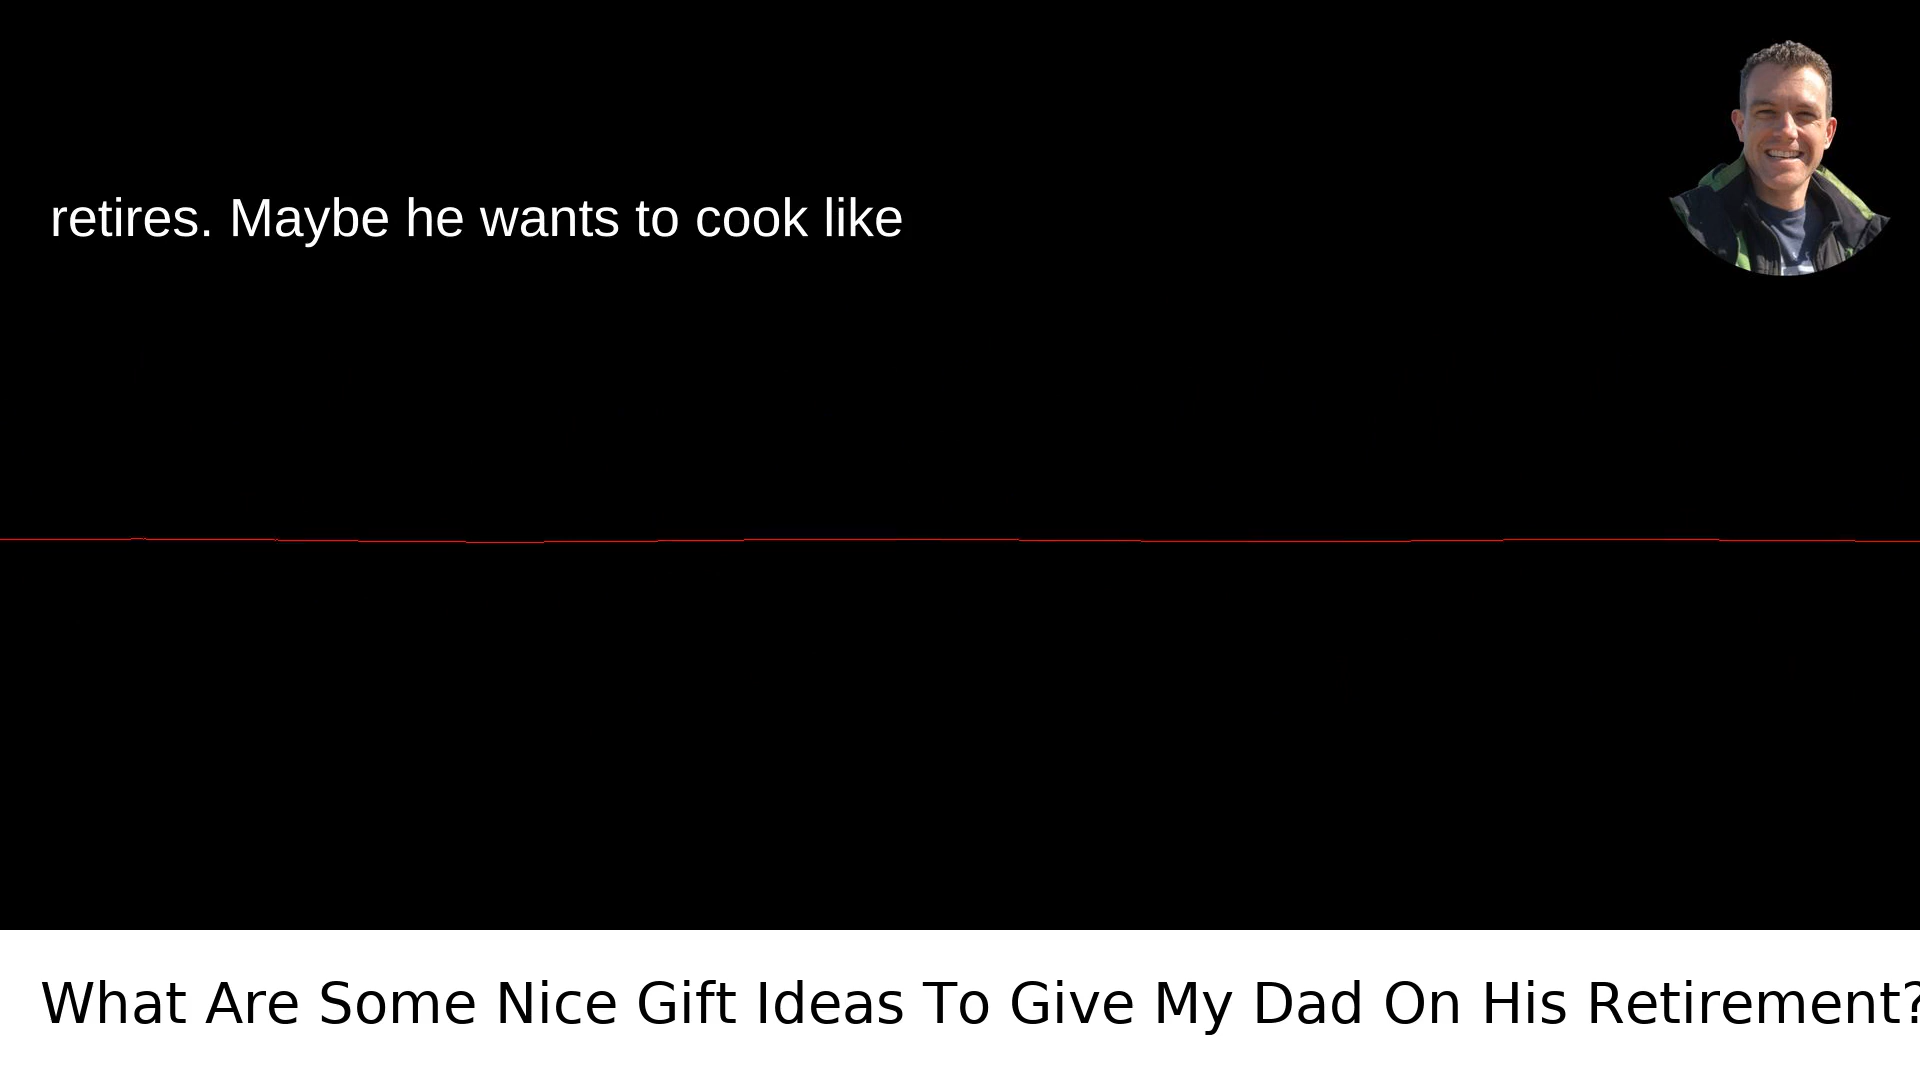 retires. Maybe he wants to cook like
What Are Some Nice Gift Ideas To Give My Dad On His Retirement?